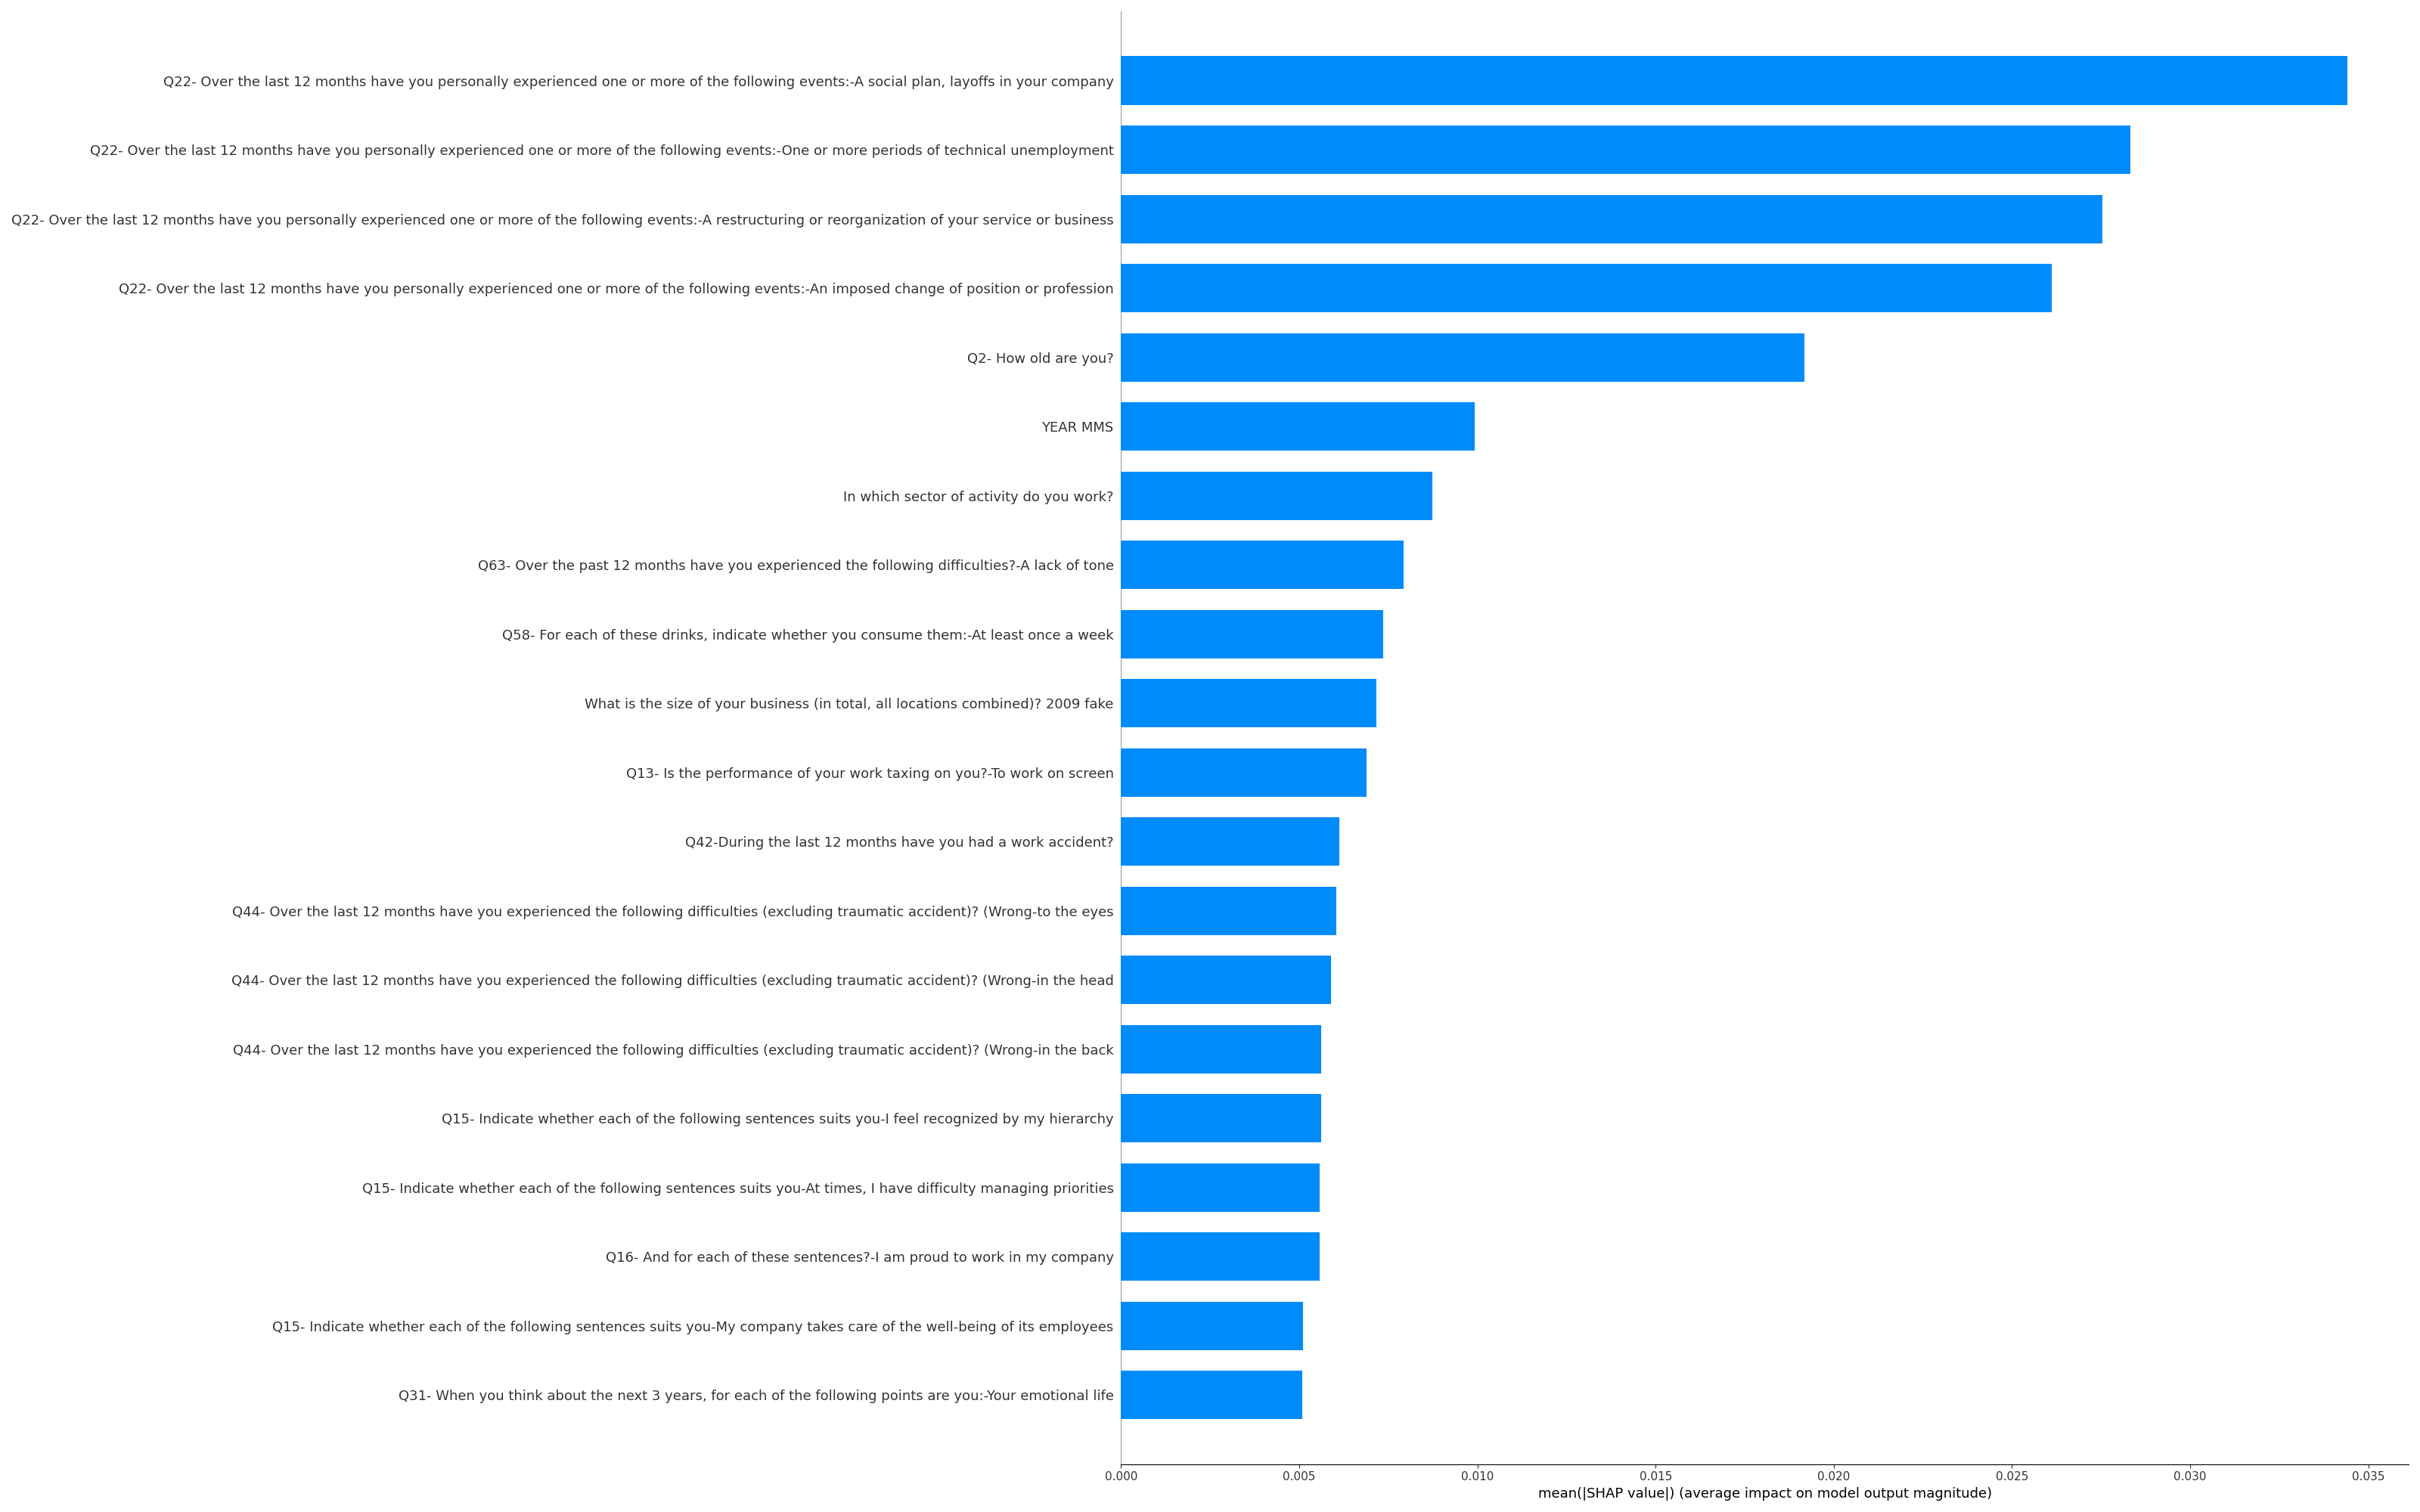 Q22- Over the last 12 months have you personally experienced one or more of the following events:-A social plan, layoffs in your company
Q22- Over the last 12 months have you personally experienced one or more of the following events:-One or more periods of technical unemployment
Q22- Over the last 12 months have you personally experienced one or more of the following events:-A restructuring or reorganization of your service or business
Q22- Over the last 12 months have you personally experienced one or more of the following events:-An imposed change of position or profession
Q2- How old are you?
YEAR MMS
In which sector of activity do you work?
Q63- Over the past 12 months have you experienced the following difficulties?-A lack of tone
Q58- For each of these drinks, indicate whether you consume them:-At least once a week
What is the size of your business (in total, all locations combined)? 2009 fake
Q13- Is the performance of your work taxing on you?-To work on screen
Q42-During the last 12 months have you had a work accident?
Q44- Over the last 12 months have you experienced the following difficulties (excluding traumatic accident)? (Wrong-to the eyes
Q44- Over the last 12 months have you experienced the following difficulties (excluding traumatic accident)? (Wrong-in the head
Q44- Over the last 12 months have you experienced the following difficulties (excluding traumatic accident)? (Wrong-in the back
Q15- Indicate whether each of the following sentences suits you-I feel recognized by my hierarchy
Q15- Indicate whether each of the following sentences suits you-At times, I have difficulty managing priorities
Q16- And for each of these sentences?-I am proud to work in my company
Q15- Indicate whether each of the following sentences suits you-My company takes care of the well-being of its employees
Q31- When you think about the next 3 years, for each of the following points are you:-Your emotional life
0.000 0.005 0.010 0.015 0.020 0.025 0.030 0.035
mean(|SHAP value|) (average impact on model output magnitude)